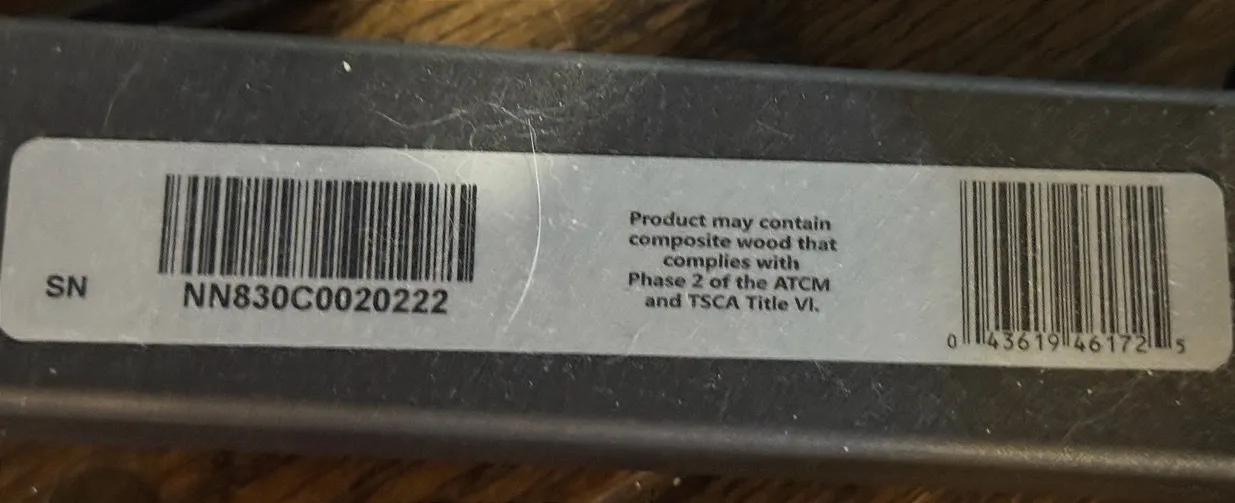 SN
NN830C0020222
Product may contain
composite wood that
complies with
Phase 2 of the ATCM
and TSCA Title VI.
0 43619 46172 5